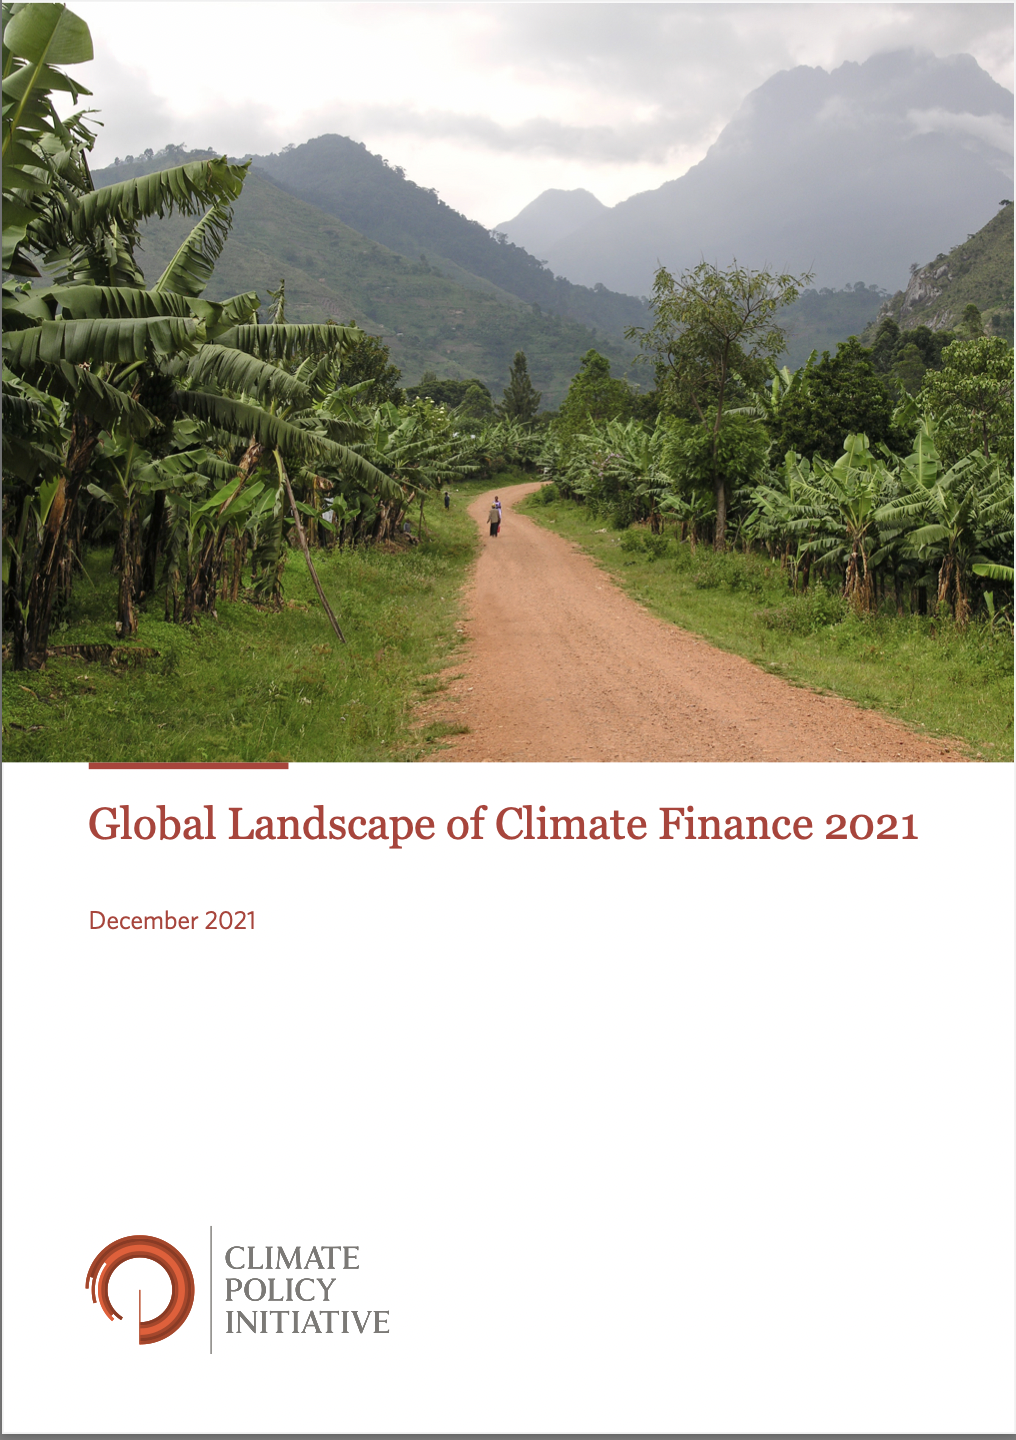 Global Landscape of Climate Finance 2021
December 2021
CLIMATE
POLICY
INITIATIVE